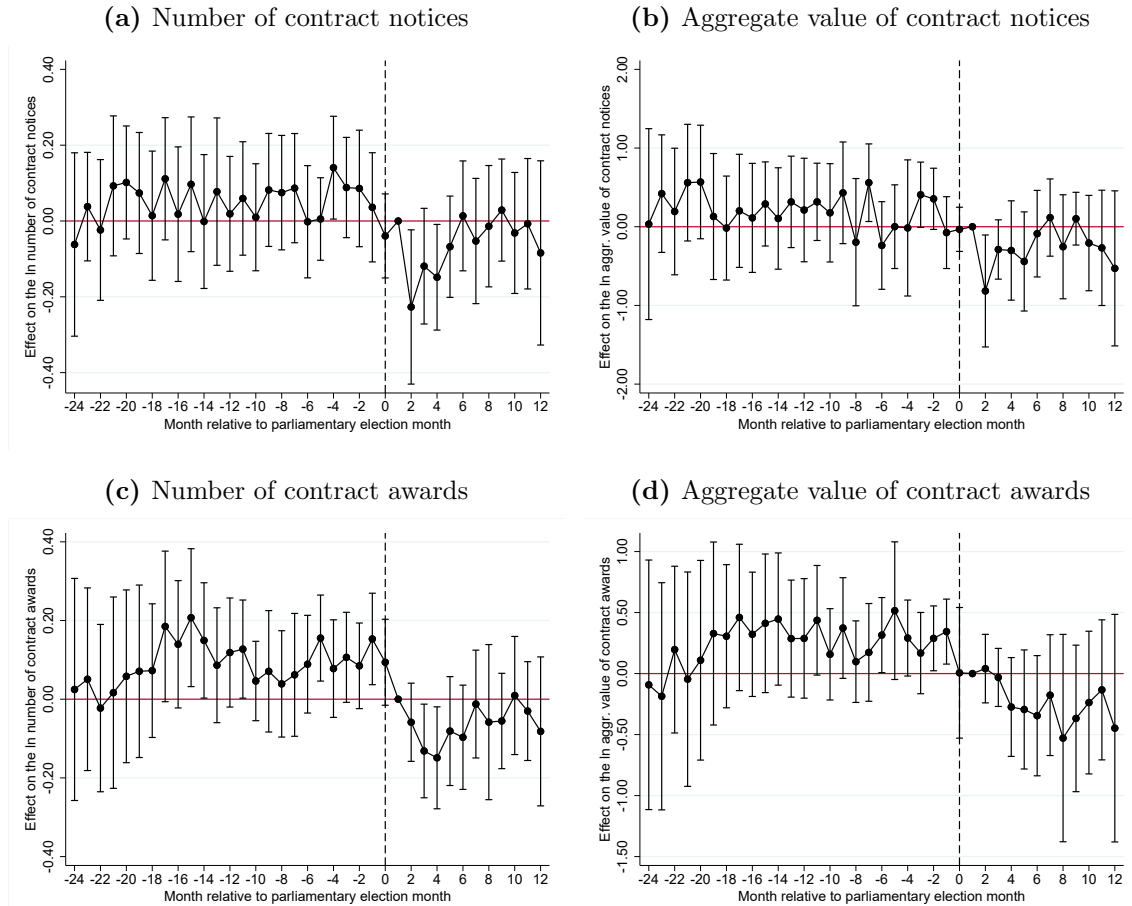 (a) Number of contract notices
Effect on the ln number of contract notices
0.40
0.20
0.00
-0.20
-0.40
-24 -22 -20 -18 -16 -14 -12 -10 -8 -6 -4 -2 0 2 4 6 8 10 12
Month relative to parliamentary election month
(b) Aggregate value of contract notices
Effect on the ln aggr. value of contract notices
2.00
1.00
0.00
-1.00
-2.00
-24 -22 -20 -18 -16 -14 -12 -10 -8 -6 -4 -2 0 2 4 6 8 10 12
Month relative to parliamentary election month
(c) Number of contract awards
Effect on the ln number of contract awards
0.40
0.20
0.00
-0.20
-0.40
-24 -22 -20 -18 -16 -14 -12 -10 -8 -6 -4 -2 0 2 4 6 8 10 12
Month relative to parliamentary election month
(d) Aggregate value of contract awards
Effect on the ln aggr. value of contract awards
1.00
0.50
0.00
-0.50
-1.00
-1.50
-24 -22 -20 -18 -16 -14 -12 -10 -8 -6 -4 -2 0 2 4 6 8 10 12
Month relative to parliamentary election month